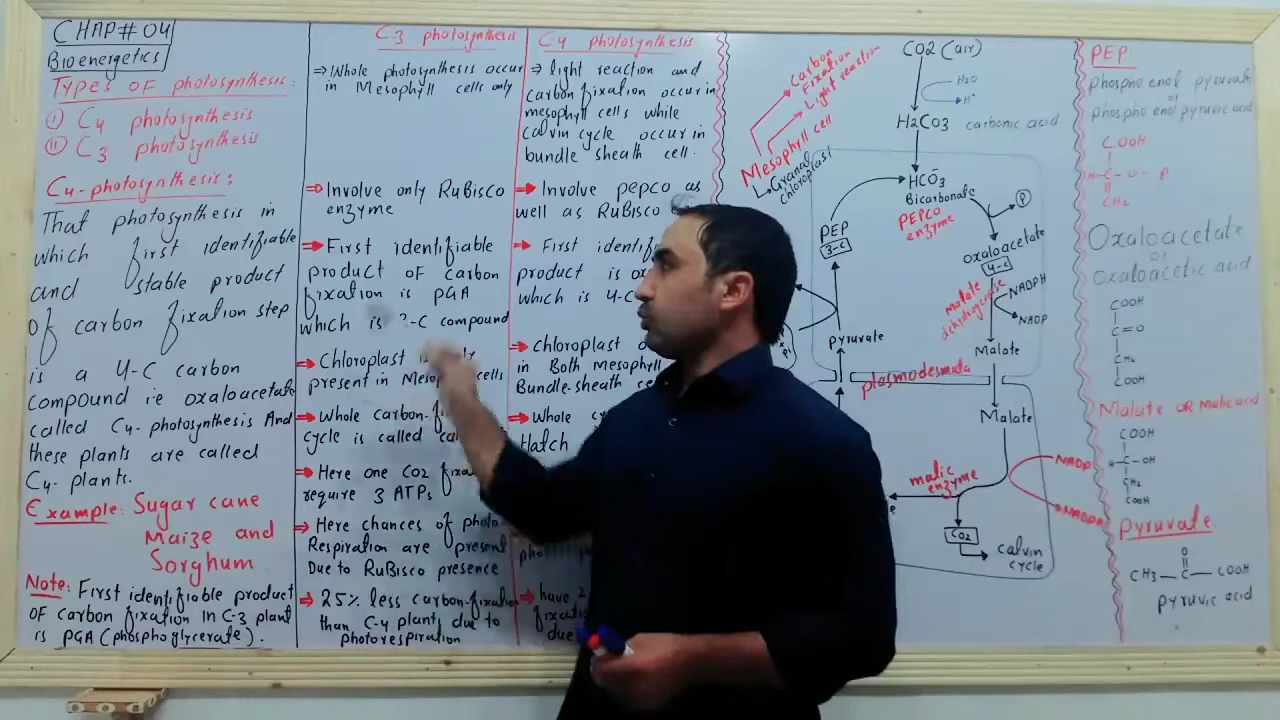 CHAP# 04
Bioenergetics
Types of photosynthesis:
I) C4 photosynthesis
II) C3 photosynthesis
C4-photosynthesis:
That photosynthesis in
which first identifiable
and stable product
of carbon fixation step
is a 4-C carbon
compound ie oxaloacetate
called C4-photosynthesis And
these plants are called
C4-plants.
Example: Sugar cane
Maize and
Sorghum
Note: First identifiable product
OF carbon fixation in C-3 plant
is PGA (phosphoglycerate).
C-3 photosynthesis
⇒ Whole photosynthesis occur
in Mesophyll cells only
⇒ Involve only RuBisco
enzyme
⇒ First identifiable
product of carbon
fixation is PGA
which is 3-C compound
⇒ Chloroplast
present in cells
⇒ Whole carbon-
cycle is called
⇒ Here one CO2
require 3 ATPs
⇒ Here chances of photo
Respiration are present
Due to RuBisco presence
⇒ 25% less carbon-fixation
than C-4 plant, due to
photorespiration
C4 photosynthesis
⇒ light reaction and
carbon fixation occur in
mesophyll cells while
calvin cycle occur in
bundle sheath cell.
⇒ Involve pepco as
well as RuBisco
⇒ First
product is
which is 4-C
⇒ Chloroplast
in Both Mesophyll
Bundle-sheath
⇒ Whole
Hatch
⇒ have 2
due
Carbon
Fixation
Light reaction
Mesophyll cell
Granal
chloroplast
CO2 (air)
H2O
H+
H2CO3 carbonic acid
HCO3-
Bicarbonate
PEPCO
enzyme
P
PEP
3-C
oxaloacetate
4-C
malate
dehydrogenase
NADPH
NADP
Pi
pyruvate
Malate
plasmodesmata
Malate
malic
enzyme
NADP
NADPH
CO2
calvin
cycle
PEP:
Phospho enol pyruvate
or
phospho enol pyruvic acid
COOH
H-C-O-P
CH2
Oxaloacetate
or
oxaloacetic acid
COOH
C=O
CH2
COOH
Malate OR Malic acid
COOH
H-C-OH
CH2
COOH
pyruvate
O
CH3-C-COOH
pyruvic acid